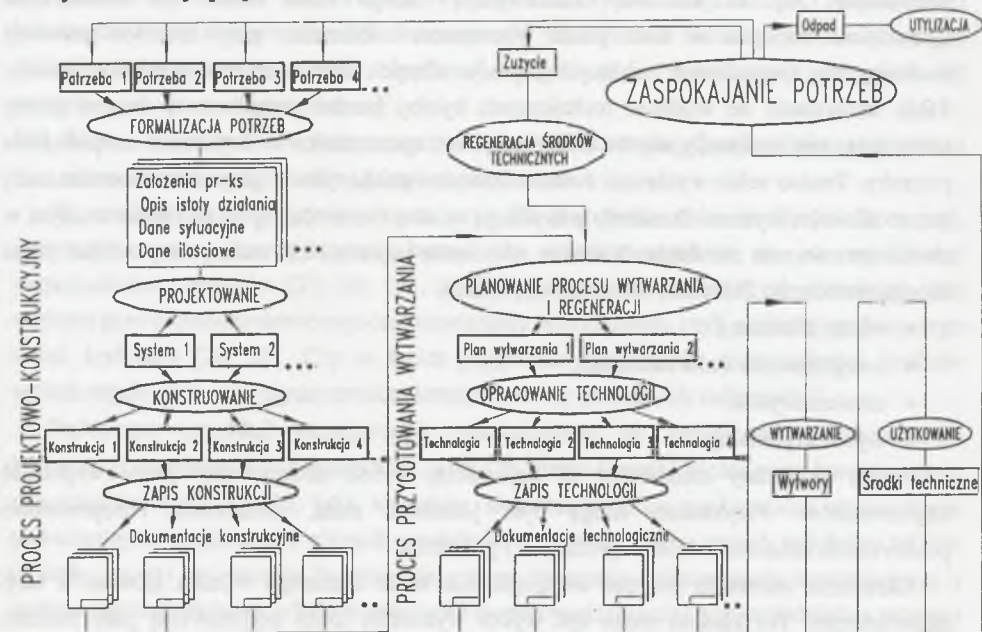 Odpad
UTYLIZACJA
Zużycie
Potrzeba 1
Potrzeba 2
Potrzeba 3
Potrzeba 4
ZASPOKAJANIE POTRZEB
FORMALIZACJA POTRZEB
REGENERACJA ŚRODKÓW
TECHNICZNYCH
Założenia pr-ks
Opis istoty działania
Dane sytuacyjne
Dane ilościowe
PROCES PROJEKTOWO-KONSTRUKCYJNY
PROJEKTOWANIE
System 1
System 2
KONSTRUOWANIE
Konstrukcja 1
Konstrukcja 2
Konstrukcja 3
Konstrukcja 4
ZAPIS KONSTRUKCJI
Dokumentacje konstrukcyjne
PROCES PRZYGOTOWANIA WYTWARZANIA
PLANOWANIE PROCESU WYTWARZANIA
I REGENERACJI
Plan wytwarzania 1
Plan wytwarzania 2
OPRACOWANIE TECHNOLOGII
Technologia 1
Technologia 2
Technologia 3
Technologia 4
ZAPIS TECHNOLOGII
Dokumentacje technologiczne
WYTWARZANIE
UŻYTKOWANIE
Wytwory
Środki techniczne